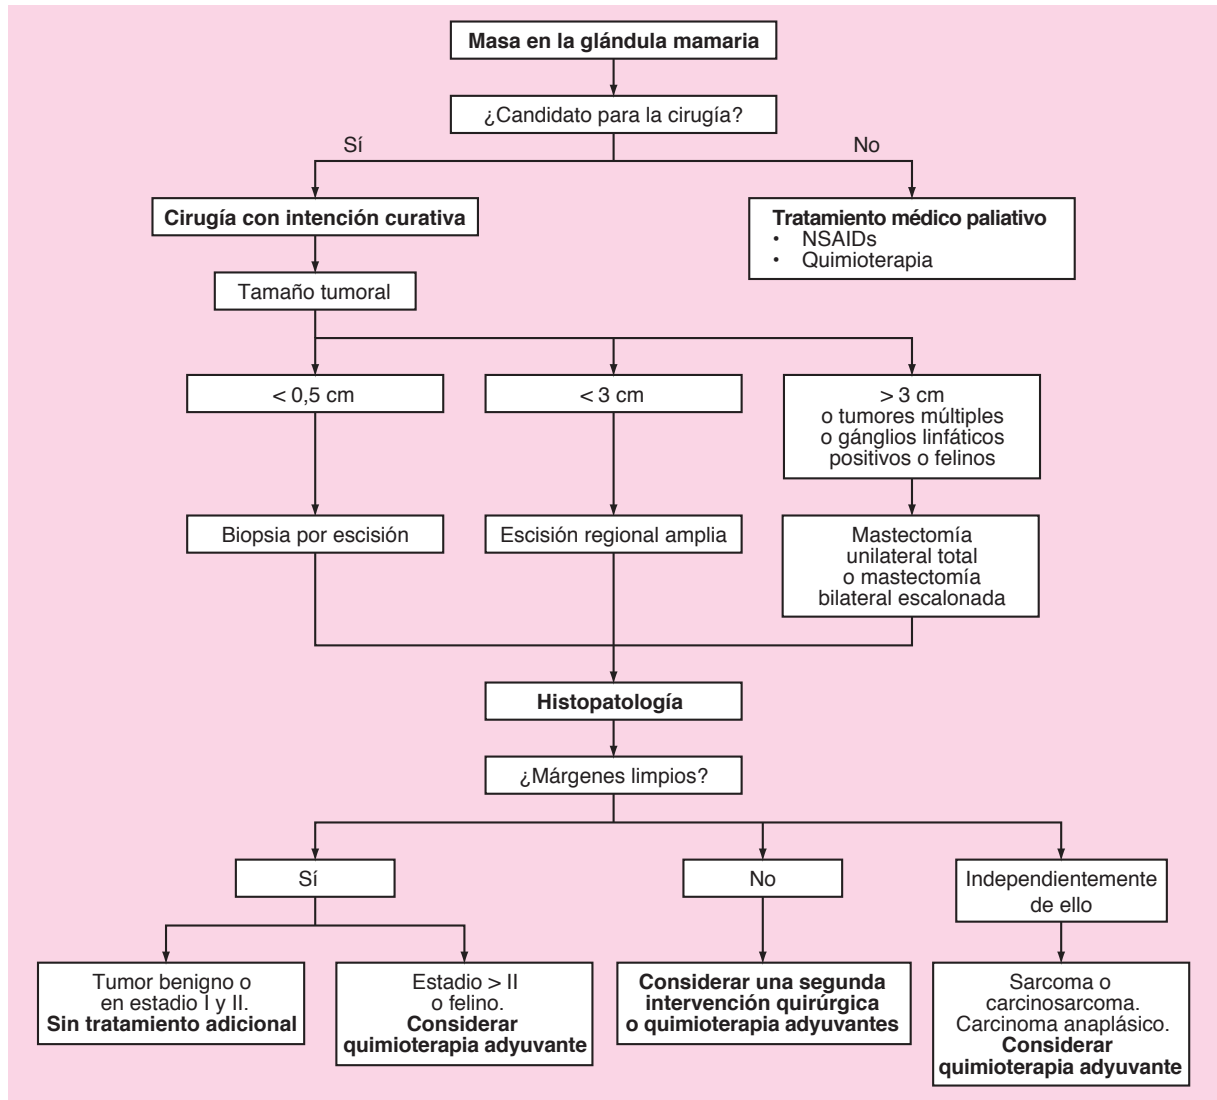 Masa en la glándula mamaria
¿Candidato para la cirugía?
Sí
No
Cirugía con intención curativa
Tratamiento médico paliativo
• NSAIDs
• Quimioterapia
Tamaño tumoral
< 0,5 cm
< 3 cm
> 3 cm
o tumores múltiples
o gánglios linfáticos
positivos o felinos
Biopsia por escisión
Escisión regional amplia
Mastectomía
unilateral total
o mastectomía
bilateral escalonada
Histopatología
¿Márgenes limpios?
Sí
No
Independientemente
de ello
Tumor benigno o
en estadio I y II.
Sin tratamiento adicional
Estadio > II
o felino.
Considerar
quimioterapia adyuvante
Considerar una segunda
intervención quirúrgica
o quimioterapia adyuvantes
Sarcoma o
carcinosarcoma.
Carcinoma anaplásico.
Considerar
quimioterapia adyuvante